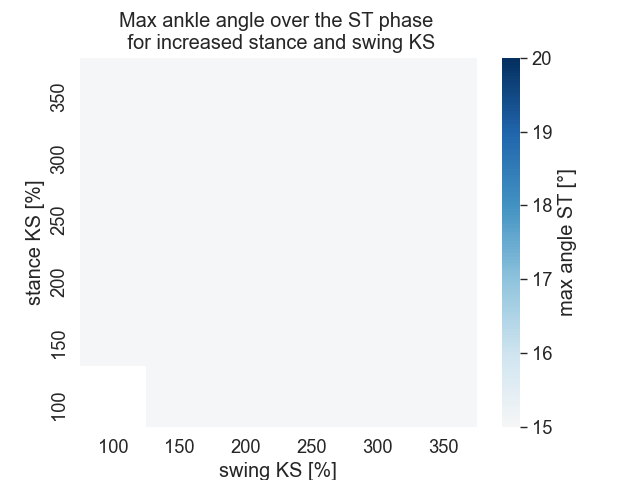 Max ankle angle over the ST phase
for increased stance and swing KS
stance KS [%]
350
300
250
200
150
100
100 150 200 250 300 350
swing KS [%]
20
19
18
17
16
15
max angle ST [°]